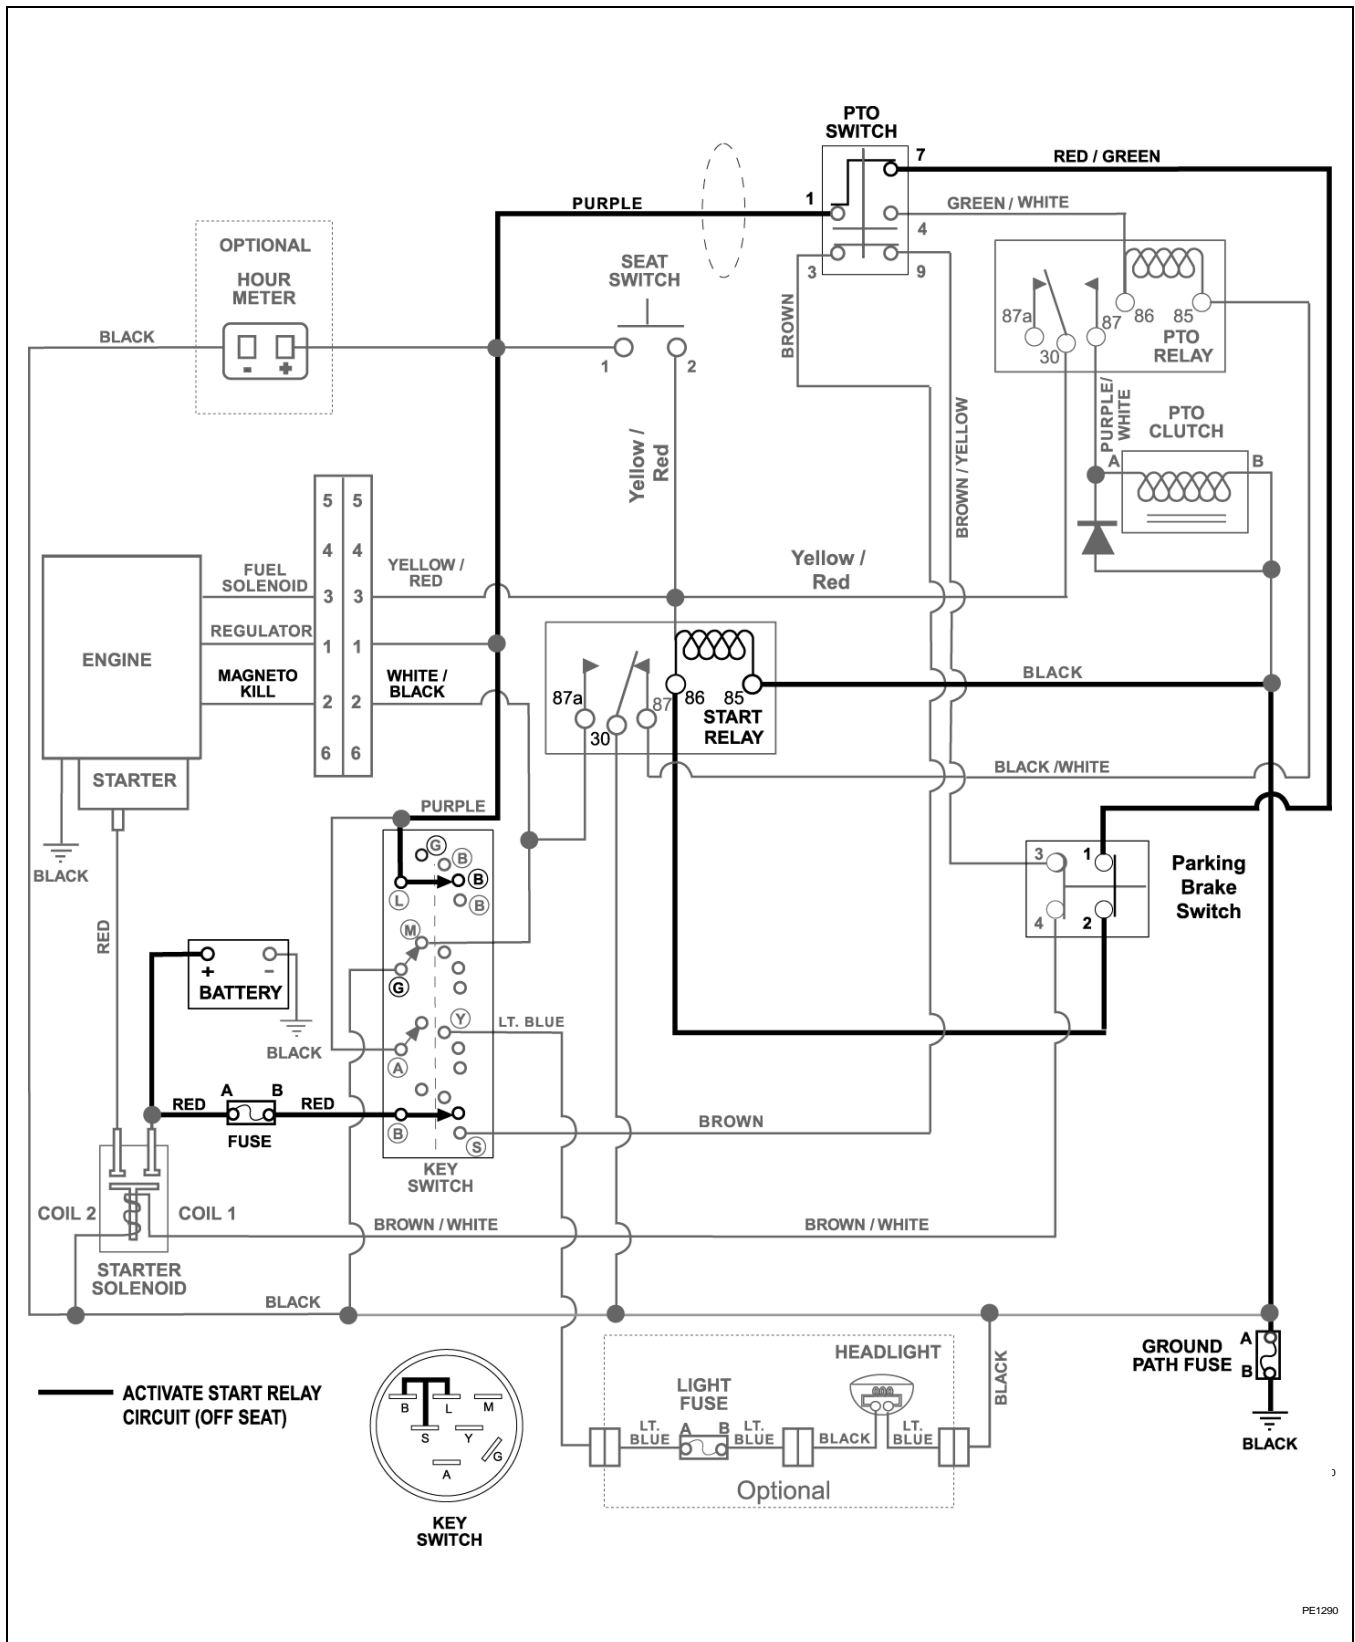 PTO
SWITCH
7
RED / GREEN
1
PURPLE
GREEN / WHITE
4
3
9
OPTIONAL
HOUR
METER
-
+
BLACK
SEAT
SWITCH
1
2
BROWN
87a
30
87
86
85
PTO
RELAY
PURPLE/
WHITE
PTO
CLUTCH
A
B
BROWN / YELLOW
Yellow /
Red
5 5
4 4
3 3
1 1
2 2
6 6
ENGINE
FUEL
SOLENOID
YELLOW /
RED
REGULATOR
MAGNETO
KILL
WHITE /
BLACK
Yellow /
Red
87a
30
87
86
85
START
RELAY
BLACK
BLACK /WHITE
STARTER
BLACK
RED
PURPLE
G
B
L
B
B
M
G
Y
A
B
S
LT. BLUE
3
1
4
2
Parking
Brake
Switch
+
-
BATTERY
BLACK
RED
A
B
RED
FUSE
BROWN
KEY
SWITCH
COIL 2
COIL 1
STARTER
SOLENOID
BROWN / WHITE
BROWN / WHITE
BLACK
GROUND
PATH FUSE
A
B
BLACK
HEADLIGHT
LIGHT
FUSE
LT.
BLUE
A
B
LT.
BLUE
BLACK
LT.
BLUE
BLACK
Optional
ACTIVATE START RELAY
CIRCUIT (OFF SEAT)
B
L
M
S
Y
G
A
KEY
SWITCH
PE1290